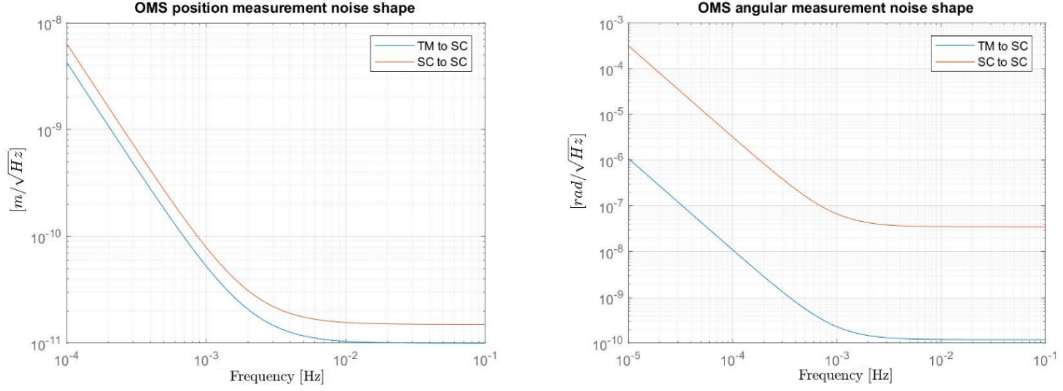 OMS position measurement noise shape
10^-8
10^-9
10^-10
10^-11
[m/√Hz]
TM to SC
SC to SC
10^-4
10^-3
10^-2
10^-1
Frequency [Hz]
OMS angular measurement noise shape
10^-3
10^-4
10^-5
10^-6
10^-7
10^-8
10^-9
10^-10
[rad/√Hz]
TM to SC
SC to SC
10^-5
10^-4
10^-3
10^-2
10^-1
Frequency [Hz]